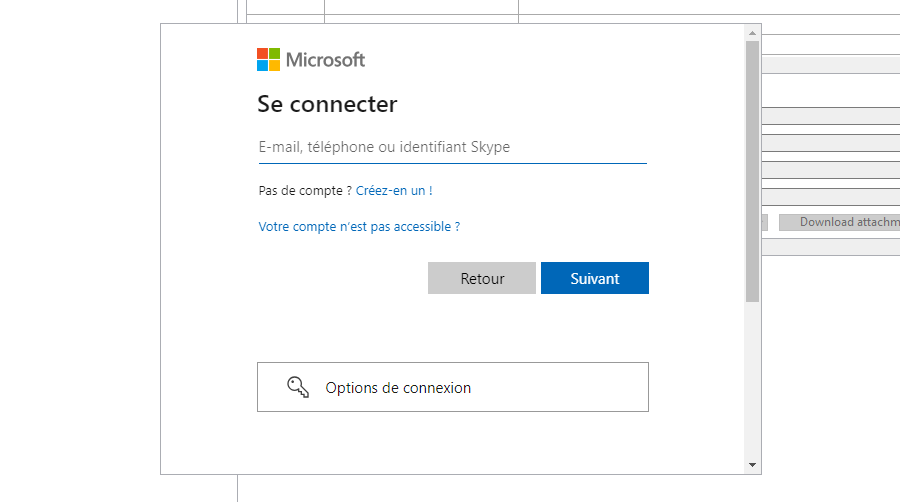 Microsoft
Se connecter
E-mail, téléphone ou identifiant Skype
Pas de compte ? Créez-en un !
Votre compte n'est pas accessible ?
Download attachm
Retour
Suivant
Options de connexion